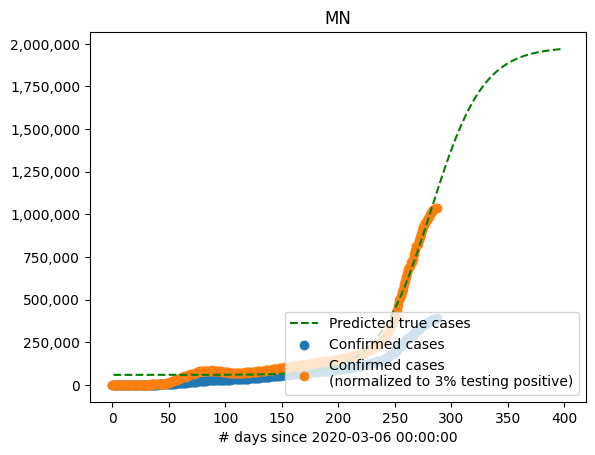 MN
2,000,000
1,750,000
1,500,000
1,250,000
1,000,000
750,000
500,000
250,000
0
Predicted true cases
Confirmed cases
Confirmed cases
(normalized to 3% testing positive)
0 50 100 150 200 250 300 350 400
# days since 2020-03-06 00:00:00